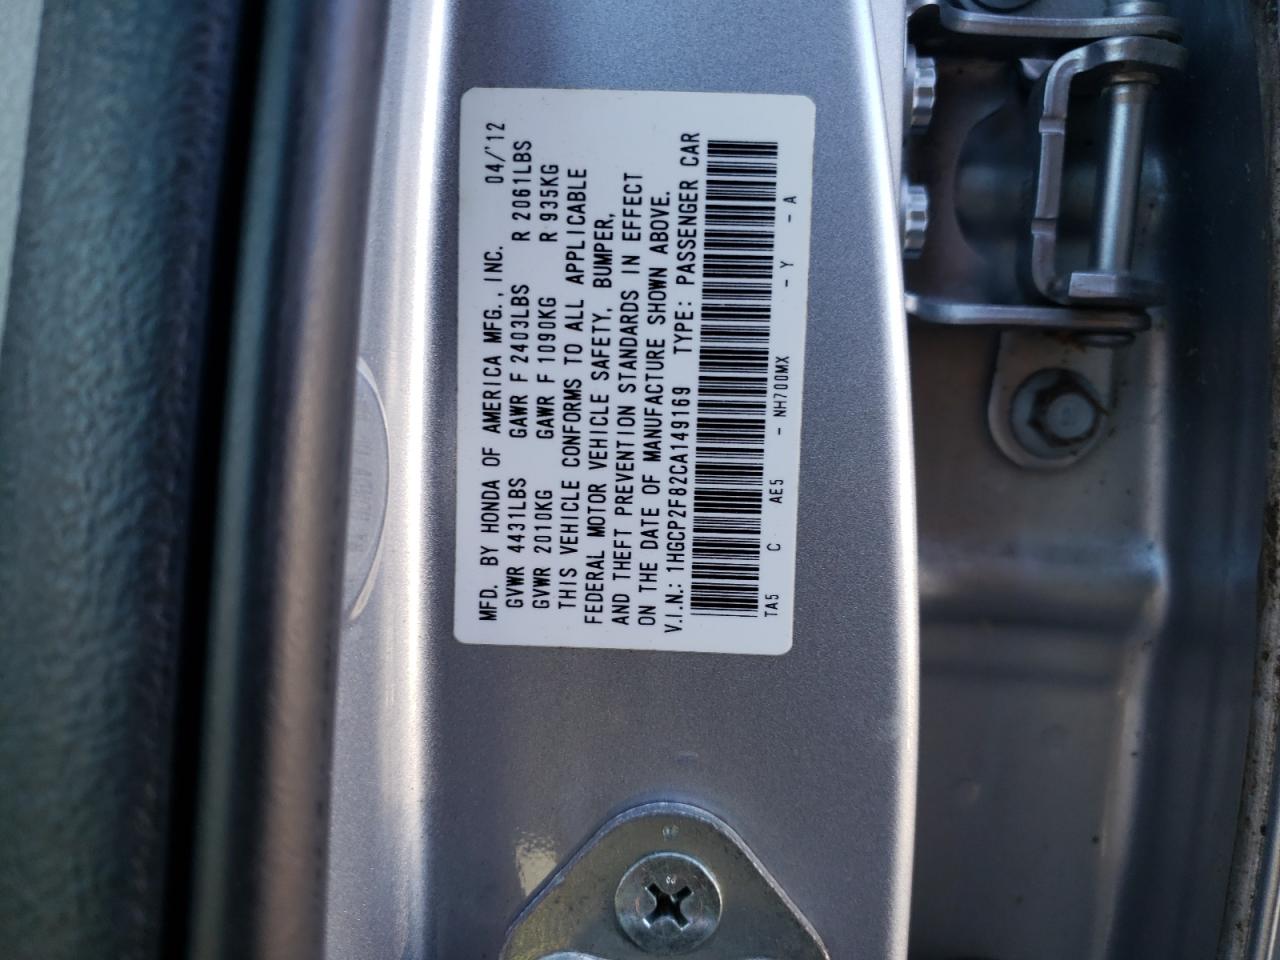 MFD. BY HONDA OF AMERICA MFG., INC. 04/'12
GVWR 4431LBS GAWR F 2403LBS R 2061LBS
GVWR 2010KG GAWR F 1090KG R 935KG
THIS VEHICLE CONFORMS TO ALL APPLICABLE
FEDERAL MOTOR VEHICLE SAFETY, BUMPER,
AND THEFT PREVENTION STANDARDS IN EFFECT
ON THE DATE OF MANUFACTURE SHOWN ABOVE.
V.I.N.: 1HGCP2F82CA149169 TYPE: PASSENGER CAR
TA5 C AE5 - NH700MX - Y - A